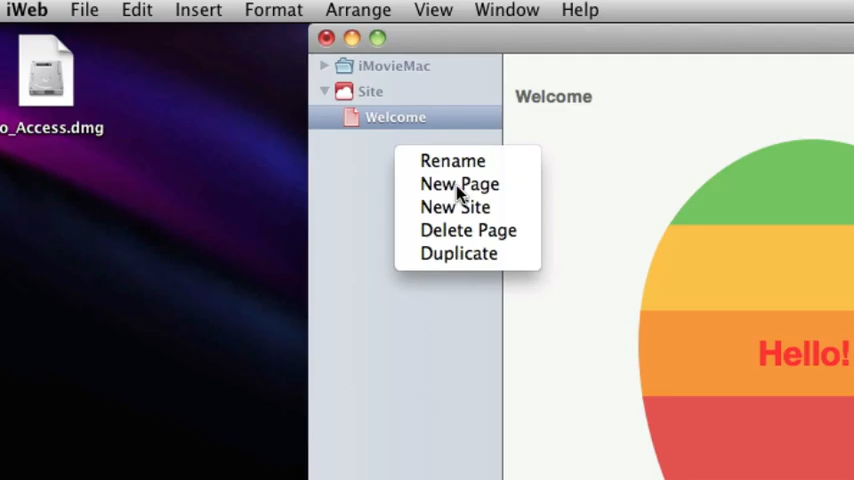 iWeb File Edit Insert Format Arrange View Window Help
iMovieMac
Site
Welcome
Welcome
o_Access.dmg
Rename
New Page
New Site
Delete Page
Duplicate
Hello!